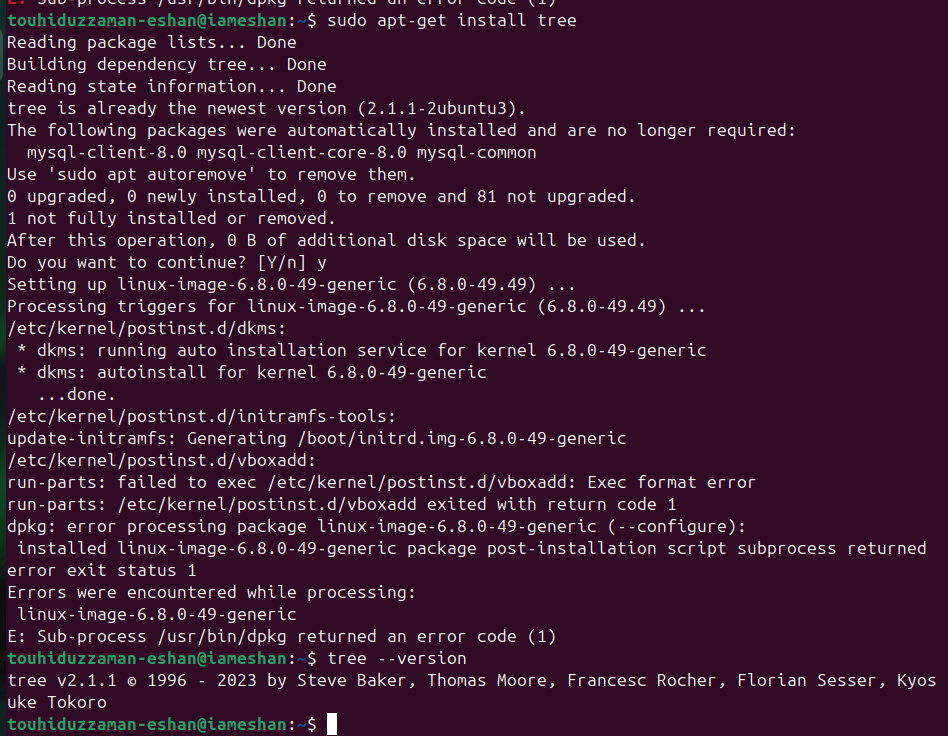 E: Sub-process /usr/bin/dpkg returned an error code (1)
touhiduzzaman-eshan@iameshan:~$ sudo apt-get install tree
Reading package lists... Done
Building dependency tree... Done
Reading state information... Done
tree is already the newest version (2.1.1-2ubuntu3).
The following packages were automatically installed and are no longer required:
  mysql-client-8.0 mysql-client-core-8.0 mysql-common
Use 'sudo apt autoremove' to remove them.
0 upgraded, 0 newly installed, 0 to remove and 81 not upgraded.
1 not fully installed or removed.
After this operation, 0 B of additional disk space will be used.
Do you want to continue? [Y/n] y
Setting up linux-image-6.8.0-49-generic (6.8.0-49.49) ...
Processing triggers for linux-image-6.8.0-49-generic (6.8.0-49.49) ...
/etc/kernel/postinst.d/dkms:
 * dkms: running auto installation service for kernel 6.8.0-49-generic
 * dkms: autoinstall for kernel 6.8.0-49-generic
   ...done.
/etc/kernel/postinst.d/initramfs-tools:
update-initramfs: Generating /boot/initrd.img-6.8.0-49-generic
/etc/kernel/postinst.d/vboxadd:
run-parts: failed to exec /etc/kernel/postinst.d/vboxadd: Exec format error
run-parts: /etc/kernel/postinst.d/vboxadd exited with return code 1
dpkg: error processing package linux-image-6.8.0-49-generic (--configure):
 installed linux-image-6.8.0-49-generic package post-installation script subprocess returned
error exit status 1
Errors were encountered while processing:
 linux-image-6.8.0-49-generic
E: Sub-process /usr/bin/dpkg returned an error code (1)
touhiduzzaman-eshan@iameshan:~$ tree --version
tree v2.1.1 © 1996 - 2023 by Steve Baker, Thomas Moore, Francesc Rocher, Florian Sesser, Kyos
uke Tokoro
touhiduzzaman-eshan@iameshan:~$